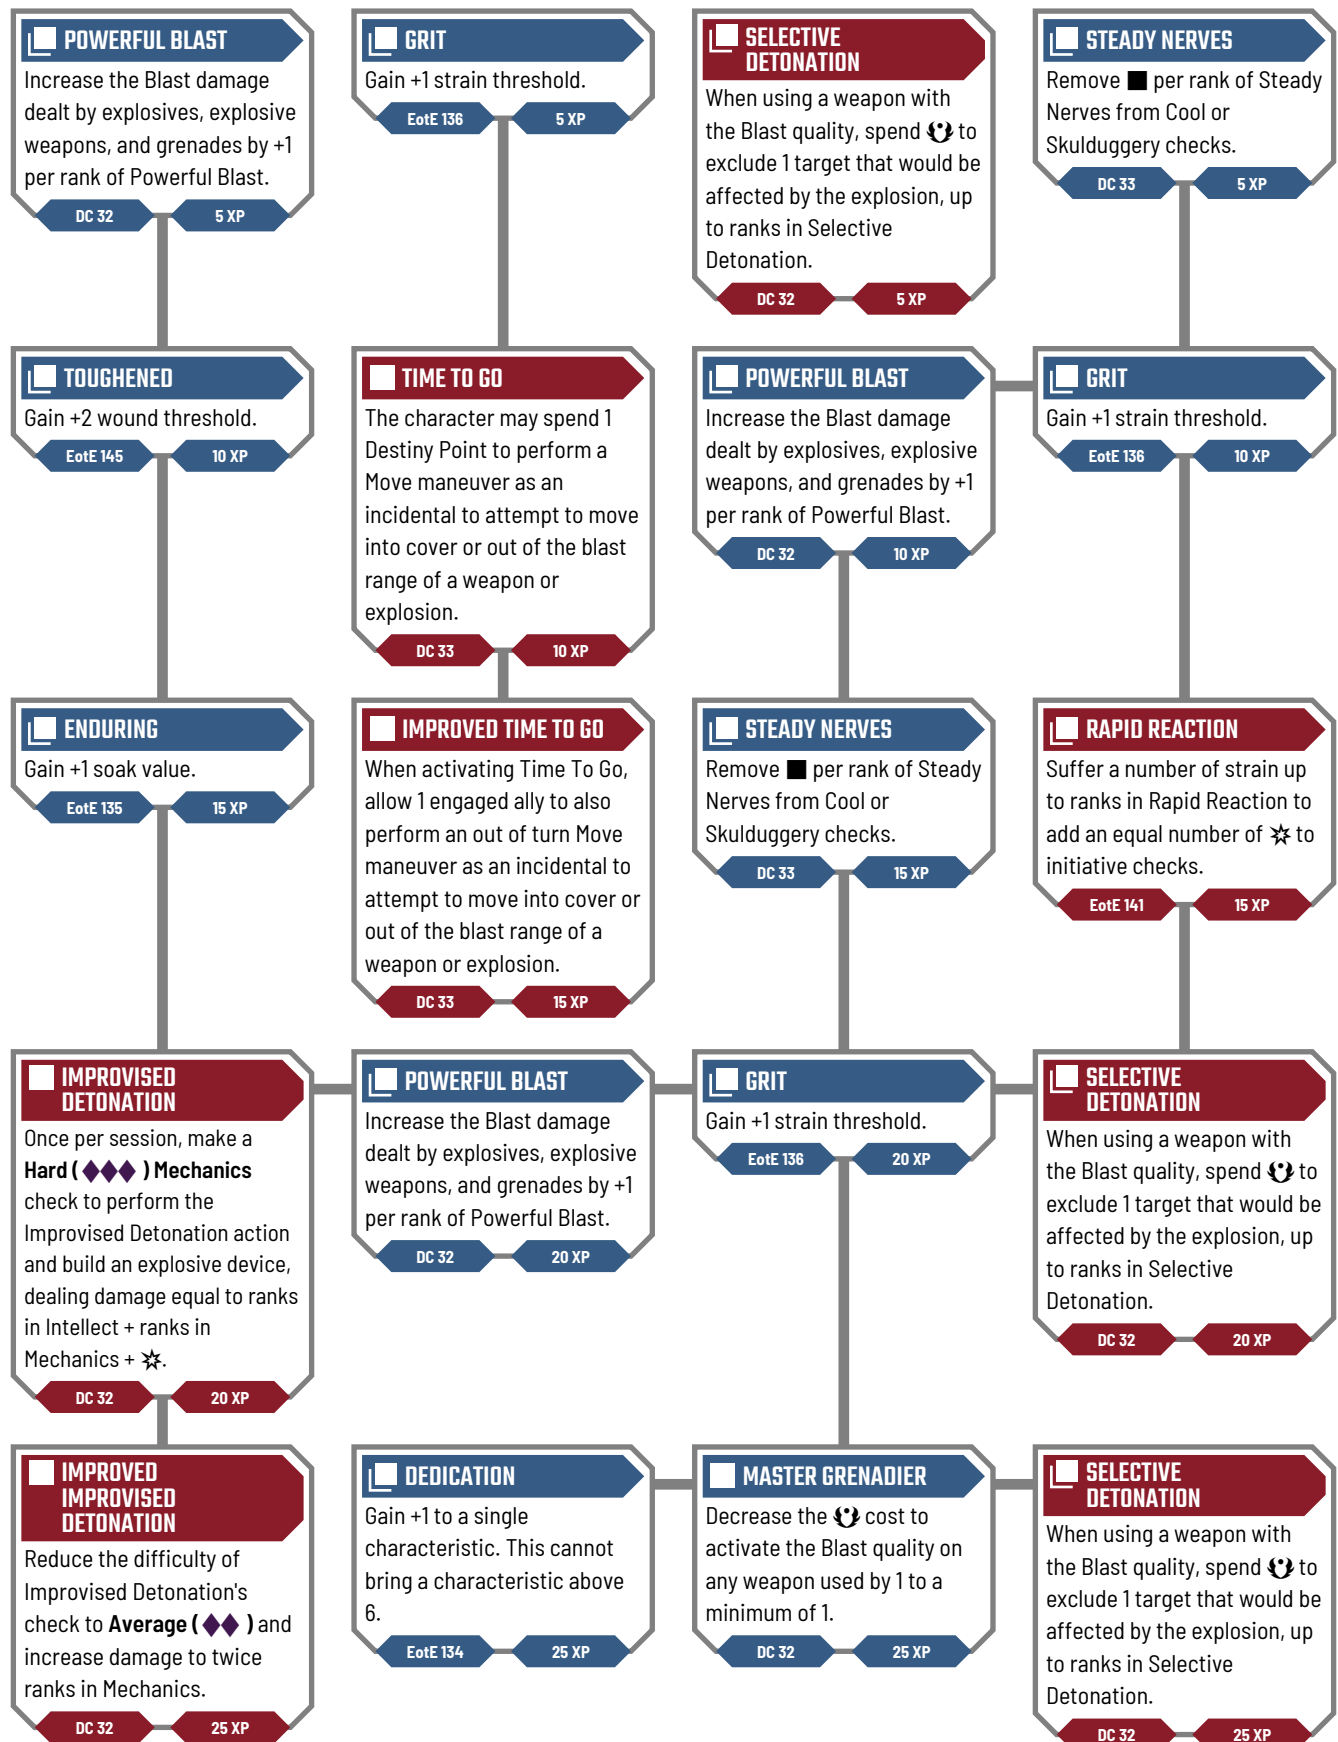 POWERFUL BLAST
Increase the Blast damage
dealt by explosives, explosive
weapons, and grenades by +1
per rank of Powerful Blast.
DC 32
5 XP
GRIT
Gain +1 strain threshold.
EotE 136
5 XP
SELECTIVE
DETONATION
When using a weapon with
the Blast quality, spend to
exclude 1 target that would be
affected by the explosion, up
to ranks in Selective
Detonation.
DC 32
5 XP
STEADY NERVES
Remove ■ per rank of Steady
Nerves from Cool or
Skulduggery checks.
DC 33
5 XP
TOUGHENED
Gain +2 wound threshold.
EotE 145
10 XP
TIME TO GO
The character may spend 1
Destiny Point to perform a
Move maneuver as an
incidental to attempt to move
into cover or out of the blast
range of a weapon or
explosion.
DC 33
10 XP
POWERFUL BLAST
Increase the Blast damage
dealt by explosives, explosive
weapons, and grenades by +1
per rank of Powerful Blast.
DC 32
10 XP
GRIT
Gain +1 strain threshold.
EotE 136
10 XP
ENDURING
Gain +1 soak value.
EotE 135
15 XP
IMPROVED TIME TO GO
When activating Time To Go,
allow 1 engaged ally to also
perform an out of turn Move
maneuver as an incidental to
attempt to move into cover or
out of the blast range of a
weapon or explosion.
DC 33
15 XP
STEADY NERVES
Remove ■ per rank of Steady
Nerves from Cool or
Skulduggery checks.
DC 33
15 XP
RAPID REACTION
Suffer a number of strain up
to ranks in Rapid Reaction to
add an equal number of to
initiative checks.
EotE 141
15 XP
IMPROVISED
DETONATION
Once per session, make a
Hard (◆◆◆ ) Mechanics
check to perform the
Improvised Detonation action
and build an explosive device,
dealing damage equal to ranks
in Intellect + ranks in
Mechanics + .
DC 32
20 XP
POWERFUL BLAST
Increase the Blast damage
dealt by explosives, explosive
weapons, and grenades by +1
per rank of Powerful Blast.
DC 32
20 XP
GRIT
Gain +1 strain threshold.
EotE 136
20 XP
SELECTIVE
DETONATION
When using a weapon with
the Blast quality, spend to
exclude 1 target that would be
affected by the explosion, up
to ranks in Selective
Detonation.
DC 32
20 XP
IMPROVED
IMPROVISED
DETONATION
Reduce the difficulty of
Improvised Detonation's
check to Average (◆◆ ) and
increase damage to twice
ranks in Mechanics.
DC 32
25 XP
DEDICATION
Gain +1 to a single
characteristic. This cannot
bring a characteristic above
6.
EotE 134
25 XP
MASTER GRENADIER
Decrease the cost to
activate the Blast quality on
any weapon used by 1 to a
minimum of 1.
DC 32
25 XP
SELECTIVE
DETONATION
When using a weapon with
the Blast quality, spend to
exclude 1 target that would be
affected by the explosion, up
to ranks in Selective
Detonation.
DC 32
25 XP